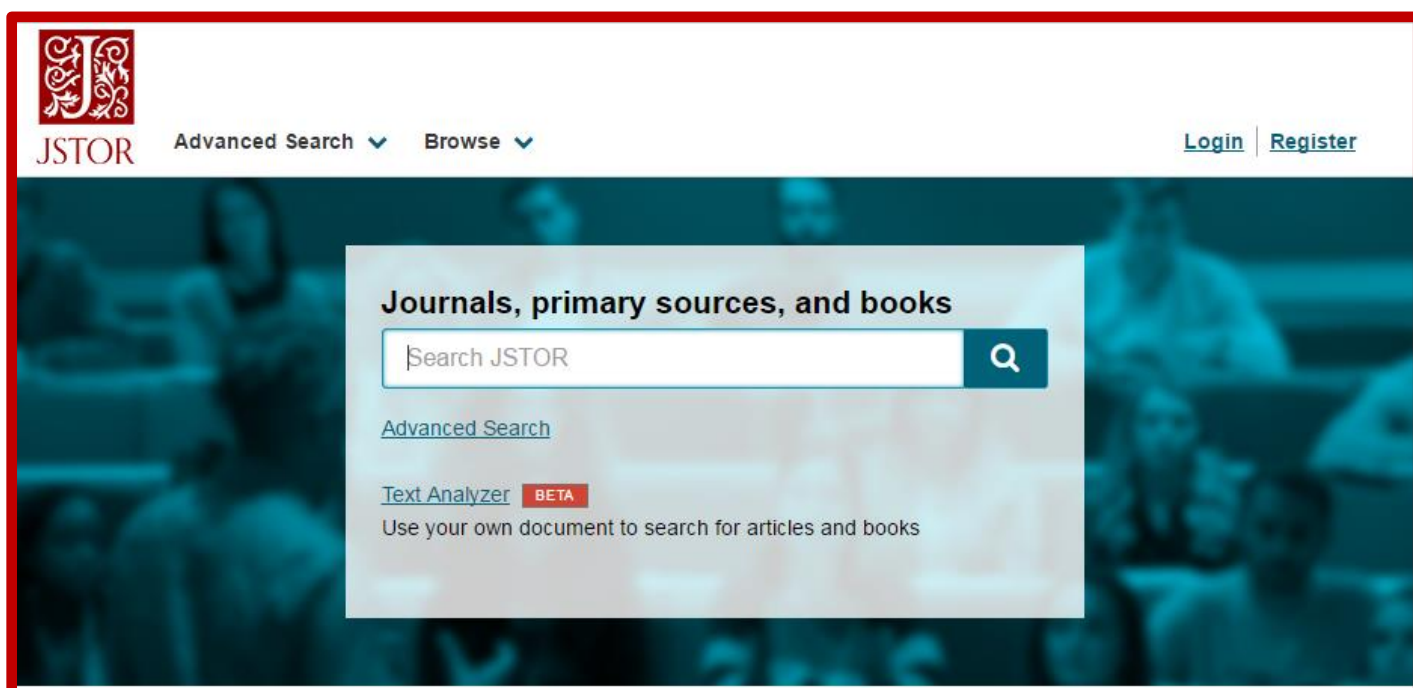 J
JSTOR
Advanced Search Browse
Login Register
Journals, primary sources, and books
Search JSTOR
Advanced Search
Text Analyzer BETA
Use your own document to search for articles and books